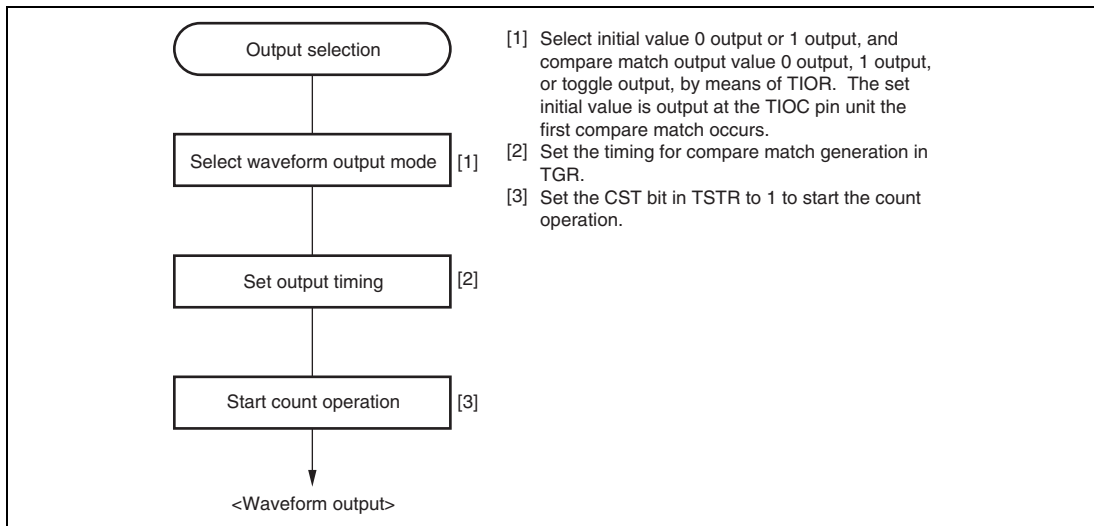 Output selection
Select waveform output mode [1]
Set output timing [2]
Start count operation [3]
<Waveform output>
[1] Select initial value 0 output or 1 output, and
compare match output value 0 output, 1 output,
or toggle output, by means of TIOR. The set
initial value is output at the TIOC pin unit the
first compare match occurs.
[2] Set the timing for compare match generation in
TGR.
[3] Set the CST bit in TSTR to 1 to start the count
operation.